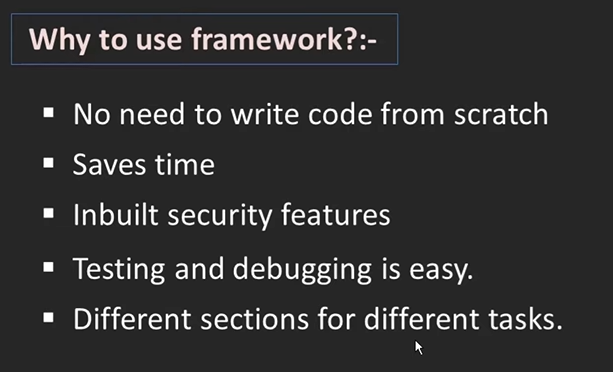 Why to use framework?:-
▪ No need to write code from scratch
▪ Saves time
▪ Inbuilt security features
▪ Testing and debugging is easy.
▪ Different sections for different tasks.